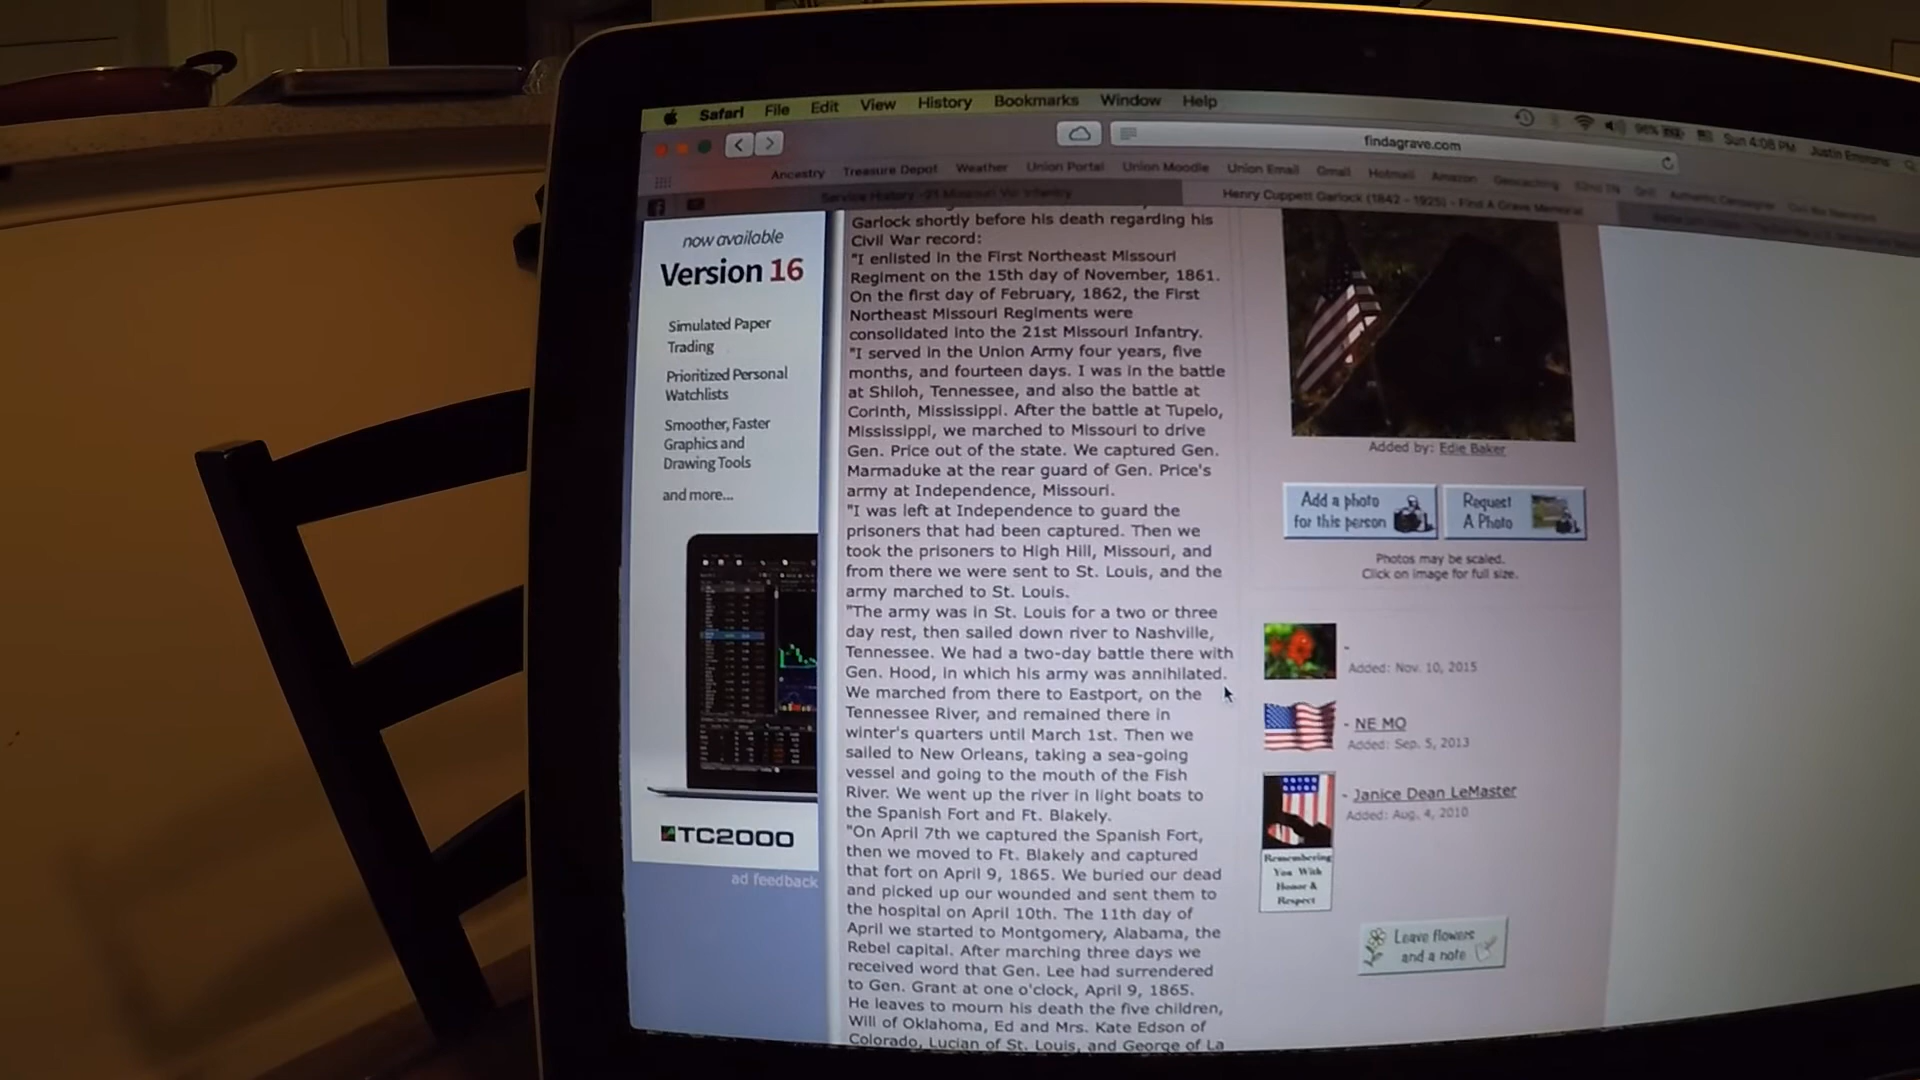 Safari File Edit View History Bookmarks Window Help
96%
Sun 4:08 PM Justin Emmons
findagrave.com
Ancestry Treasure Depot Weather Union Portal Union Moodle Union Email Gmail Hotmail Amazon Geocaching
Service History - 21 Missouri Vol Infantry
Henry Cuppett Garlock (1842 - 1925) - Find A Grave Memorial
now available
Version 16
Simulated Paper
Trading
Prioritized Personal
Watchlists
Smoother, Faster
Graphics and
Drawing Tools
and more...
TC2000
ad feedback
Garlock shortly before his death regarding his
Civil War record:
"I enlisted in the First Northeast Missouri
Regiment on the 15th day of November, 1861.
On the first day of February, 1862, the First
Northeast Missouri Regiments were
consolidated into the 21st Missouri Infantry.
"I served in the Union Army four years, five
months, and fourteen days. I was in the battle
at Shiloh, Tennessee, and also the battle at
Corinth, Mississippi. After the battle at Tupelo,
Mississippi, we marched to Missouri to drive
Gen. Price out of the state. We captured Gen.
Marmaduke at the rear guard of Gen. Price's
army at Independence, Missouri.
"I was left at Independence to guard the
prisoners that had been captured. Then we
took the prisoners to High Hill, Missouri, and
from there we were sent to St. Louis, and the
army marched to St. Louis.
"The army was in St. Louis for a two or three
day rest, then sailed down river to Nashville,
Tennessee. We had a two-day battle there with
Gen. Hood, in which his army was annihilated.
We marched from there to Eastport, on the
Tennessee River, and remained there in
winter's quarters until March 1st. Then we
sailed to New Orleans, taking a sea-going
vessel and going to the mouth of the Fish
River. We went up the river in light boats to
the Spanish Fort and Ft. Blakely.
"On April 7th we captured the Spanish Fort,
then we moved to Ft. Blakely and captured
that fort on April 9, 1865. We buried our dead
and picked up our wounded and sent them to
the hospital on April 10th. The 11th day of
April we started to Montgomery, Alabama, the
Rebel capital. After marching three days we
received word that Gen. Lee had surrendered
to Gen. Grant at one o'clock, April 9, 1865.
He leaves to mourn his death the five children,
Will of Oklahoma, Ed and Mrs. Kate Edson of
Colorado, Lucian of St. Louis, and George of La
Added by: Edie Baker
Add a photo
for this person
Request
A Photo
Photos may be scaled.
Click on image for full size.
-
Added: Nov. 10, 2015
- NE MO
Added: Sep. 5, 2013
- Janice Dean LeMaster
Added: Aug. 4, 2010
Remembering
You With
Honor &
Respect
Leave flowers
and a note